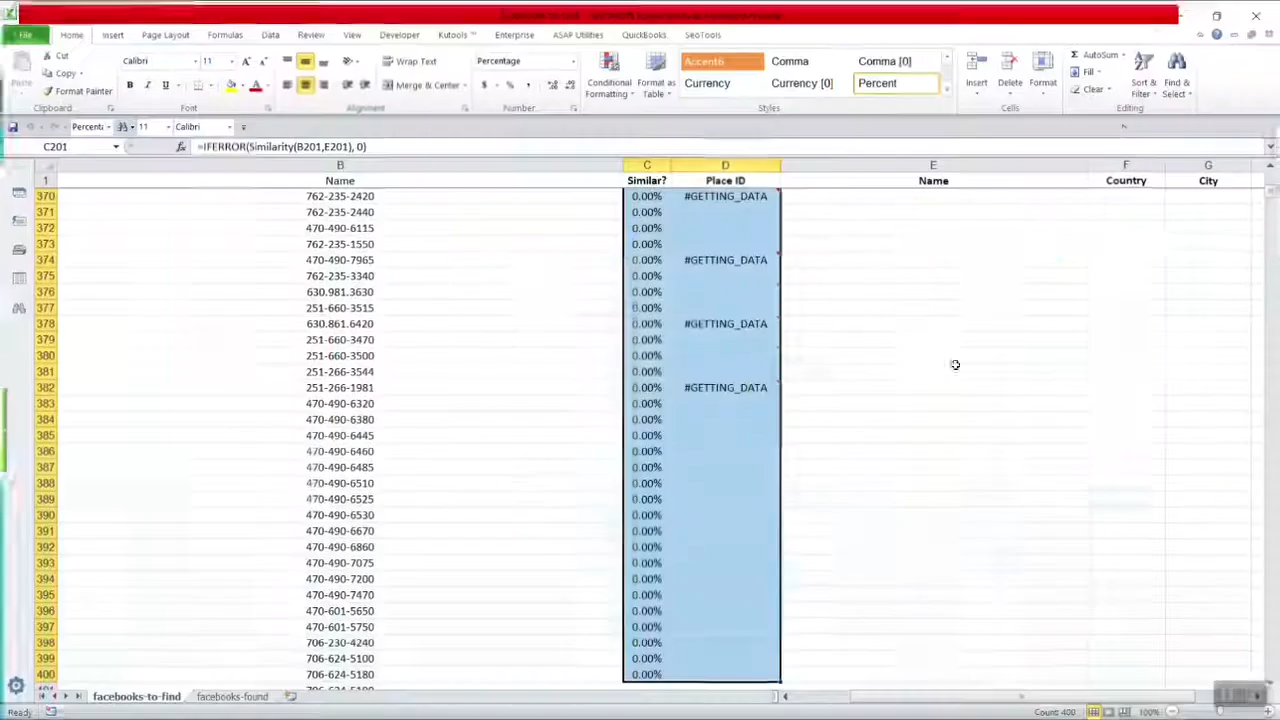 File Home Insert Page Layout Formulas Data Review View Developer Kutools™ Enterprise ASAP Utilities QuickBooks SeoTools
Cut Calibri 11 Wrap Text Percentage Accent6 Comma Comma [0] AutoSum
Paste Copy Conditional Formatting Format as Table Insert Delete Format Fill Sort & Filter Find & Select
Format Painter B I U Merge & Center $ % , Currency Currency [0] Percent Clear
Clipboard Font Alignment Number Styles Cells Editing
Percent 11 Calibri
C201 fx =IFERROR(Similarity(B201,E201), 0)
B C D E F G
1 Name Similar? Place ID Name Country City
370 762-235-2420 0.00% #GETTING_DATA
371 762-235-2440 0.00%
372 470-490-6115 0.00%
373 762-235-1550 0.00%
374 470-490-7965 0.00% #GETTING_DATA
375 762-235-3340 0.00%
376 630.981.3630 0.00%
377 251-660-3515 0.00%
378 630.861.6420 0.00% #GETTING_DATA
379 251-660-3470 0.00%
380 251-660-3500 0.00%
381 251-266-3544 0.00%
382 251-266-1981 0.00% #GETTING_DATA
383 470-490-6320 0.00%
384 470-490-6380 0.00%
385 470-490-6445 0.00%
386 470-490-6460 0.00%
387 470-490-6485 0.00%
388 470-490-6510 0.00%
389 470-490-6525 0.00%
390 470-490-6530 0.00%
391 470-490-6670 0.00%
392 470-490-6860 0.00%
393 470-490-7075 0.00%
394 470-490-7200 0.00%
395 470-490-7470 0.00%
396 470-601-5650 0.00%
397 470-601-5750 0.00%
398 706-230-4240 0.00%
399 706-624-5100 0.00%
400 706-624-5180 0.00%
facebooks-to-find facebooks-found
Ready Count: 400 100%